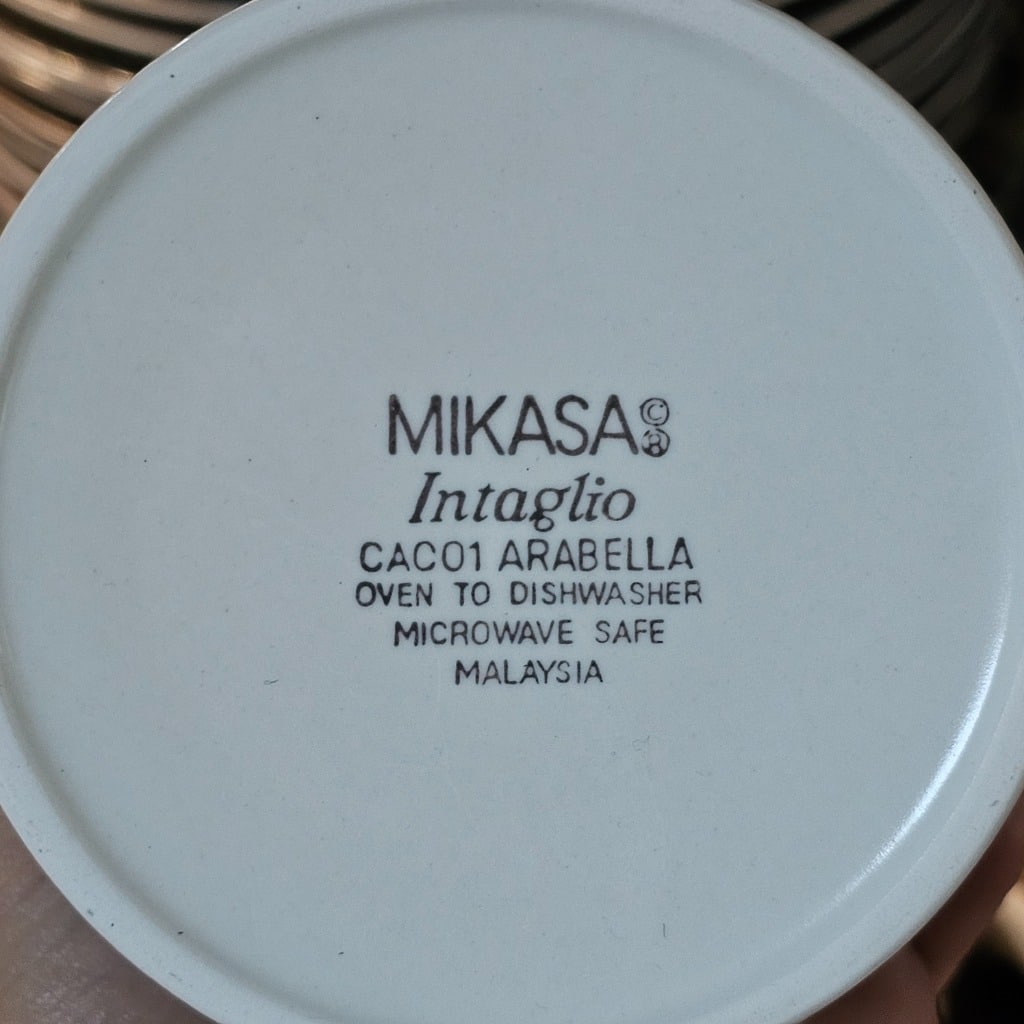 MIKASA©®
Intaglio
CAC01 ARABELLA
OVEN TO DISHWASHER
MICROWAVE SAFE
MALAYSIA